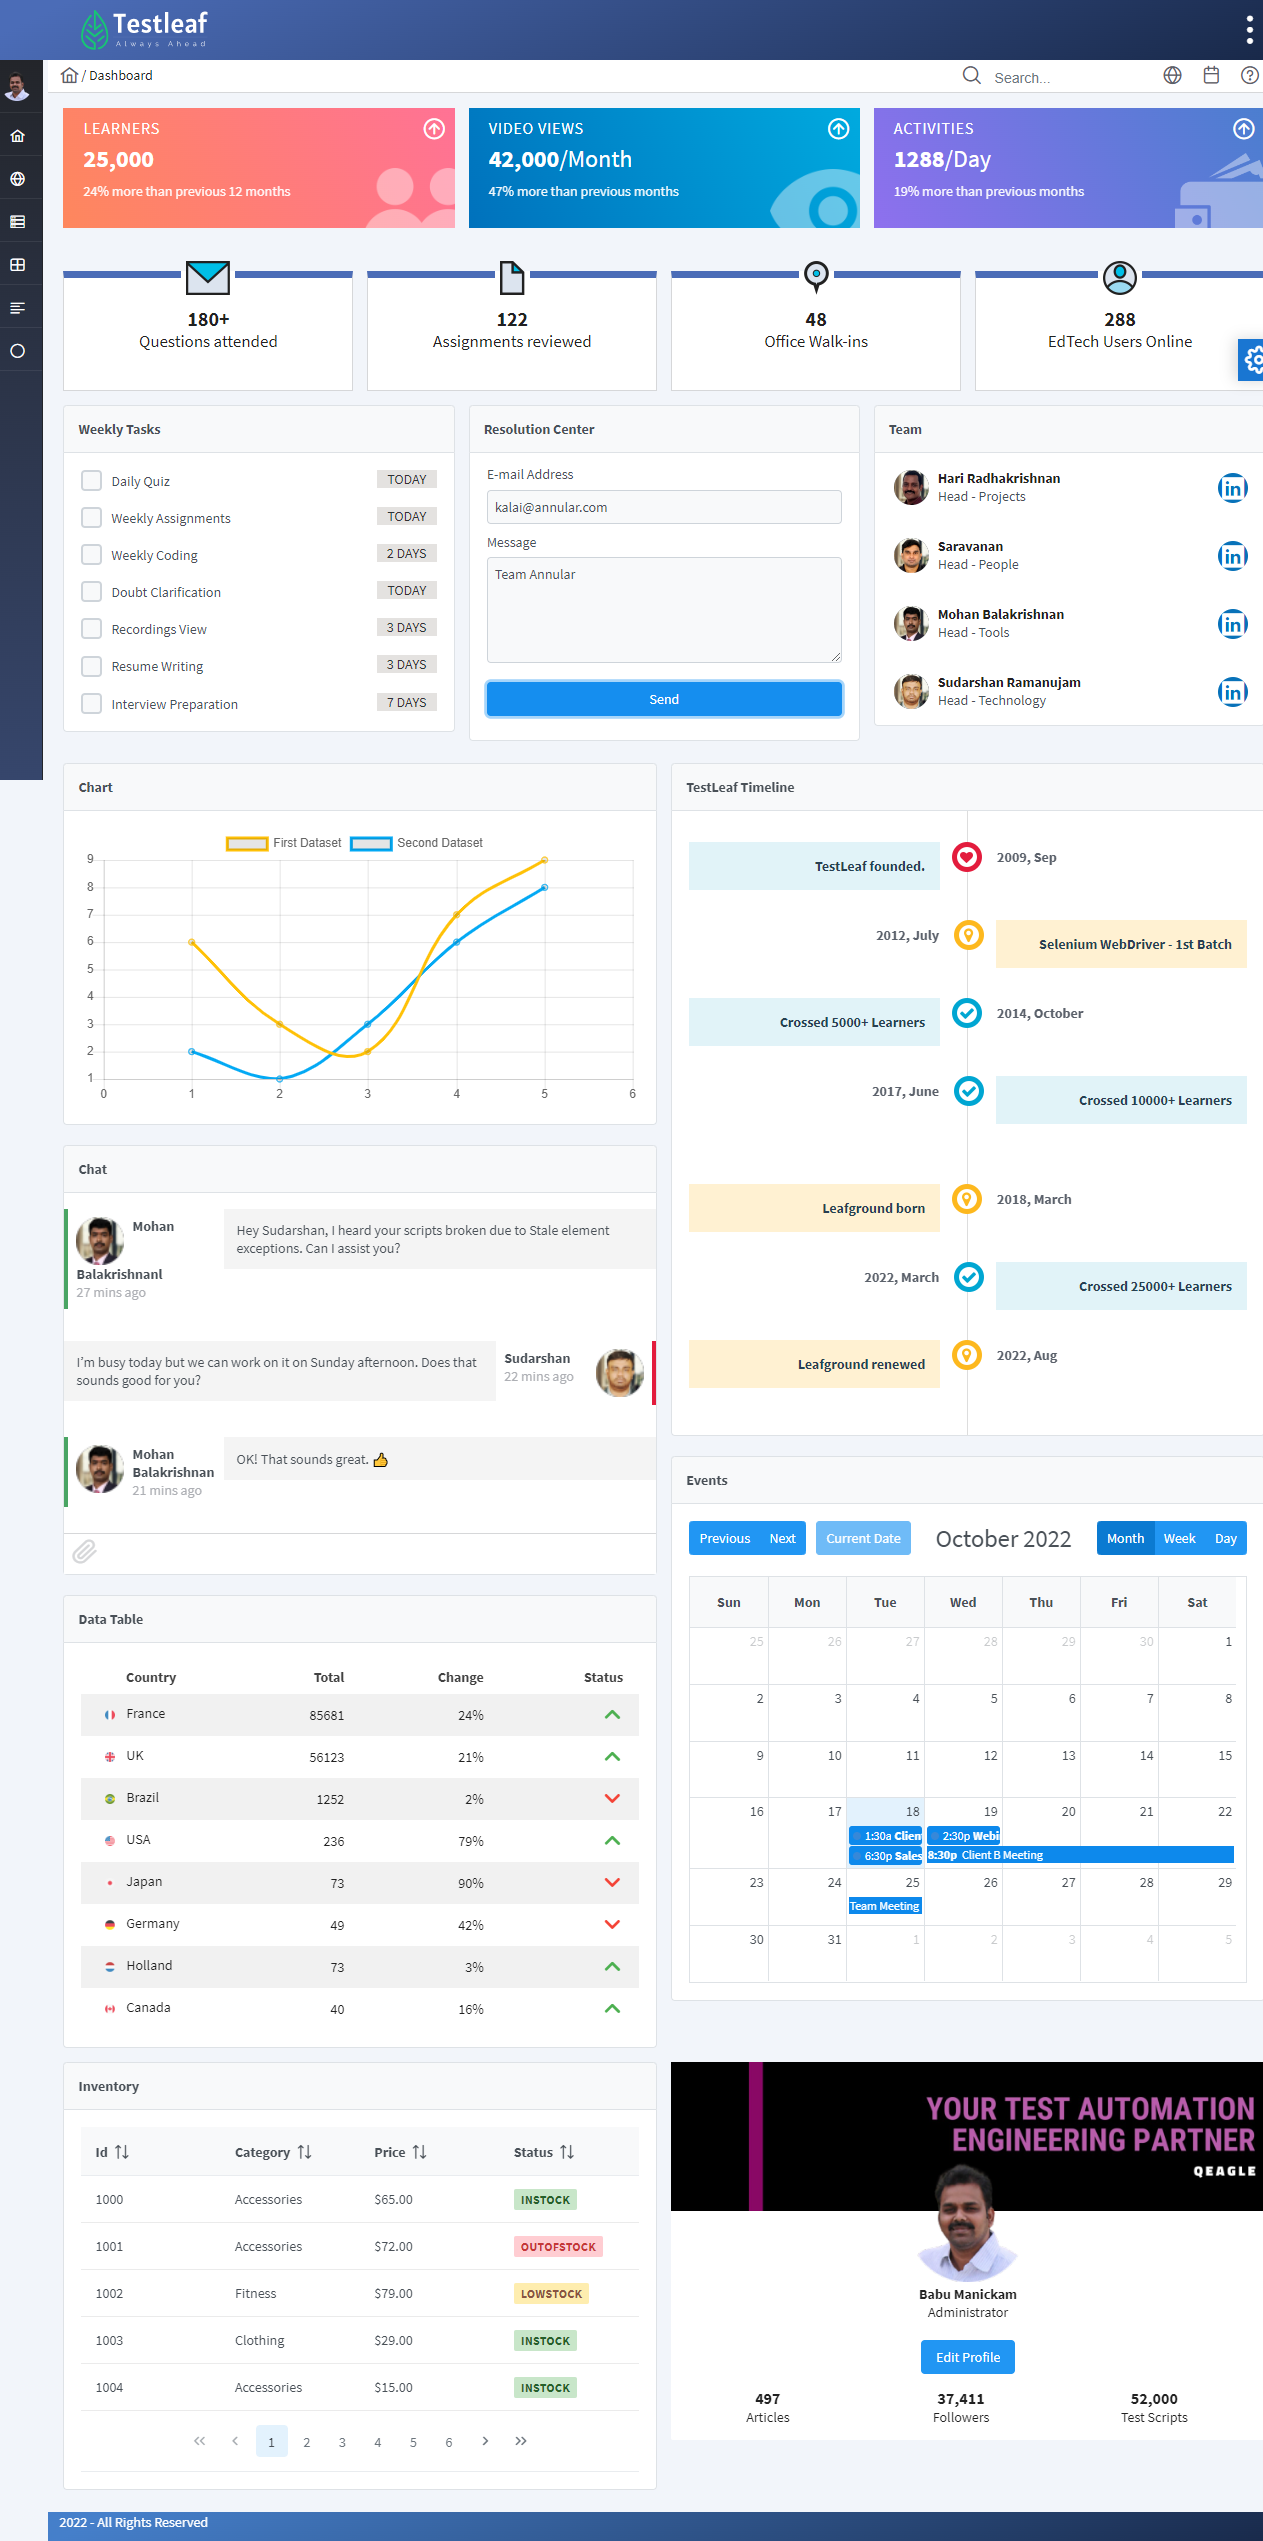 Testleaf
Always Ahead
/ Dashboard
Search...
LEARNERS
25,000
24% more than previous 12 months
VIDEO VIEWS
42,000/Month
47% more than previous months
ACTIVITIES
1288/Day
19% more than previous months
180+
Questions attended
122
Assignments reviewed
48
Office Walk-ins
288
EdTech Users Online
Weekly Tasks
Daily Quiz TODAY
Weekly Assignments TODAY
Weekly Coding 2 DAYS
Doubt Clarification TODAY
Recordings View 3 DAYS
Resume Writing 3 DAYS
Interview Preparation 7 DAYS
Resolution Center
E-mail Address
kalai@annular.com
Message
Team Annular
Send
Team
Hari Radhakrishnan
Head - Projects
Saravanan
Head - People
Mohan Balakrishnan
Head - Tools
Sudarshan Ramanujam
Head - Technology
Chart
First Dataset Second Dataset
9
8
7
6
5
4
3
2
1
0 1 2 3 4 5 6
TestLeaf Timeline
TestLeaf founded. 2009, Sep
2012, July Selenium WebDriver - 1st Batch
Crossed 5000+ Learners 2014, October
2017, June Crossed 10000+ Learners
Leafground born 2018, March
2022, March Crossed 25000+ Learners
Leafground renewed 2022, Aug
Chat
Mohan
Balakrishnanl
27 mins ago
Hey Sudarshan, I heard your scripts broken due to Stale element
exceptions. Can I assist you?
I'm busy today but we can work on it on Sunday afternoon. Does that
sounds good for you?
Sudarshan
22 mins ago
Mohan
Balakrishnan
21 mins ago
OK! That sounds great. 👍
Events
Previous Next Current Date October 2022 Month Week Day
Sun Mon Tue Wed Thu Fri Sat
25 26 27 28 29 30 1
2 3 4 5 6 7 8
9 10 11 12 13 14 15
16 17 18 19 20 21 22
1:30a Client 2:30p Webi
6:30p Sales 8:30p Client B Meeting
23 24 25 26 27 28 29
Team Meeting
30 31 1 2 3 4 5
Data Table
Country Total Change Status
France 85681 24%
UK 56123 21%
Brazil 1252 2%
USA 236 79%
Japan 73 90%
Germany 49 42%
Holland 73 3%
Canada 40 16%
Inventory
Id Category Price Status
1000 Accessories $65.00 INSTOCK
1001 Accessories $72.00 OUTOFSTOCK
1002 Fitness $79.00 LOWSTOCK
1003 Clothing $29.00 INSTOCK
1004 Accessories $15.00 INSTOCK
1 2 3 4 5 6
YOUR TEST AUTOMATION
ENGINEERING PARTNER
QEAGLE
Babu Manickam
Administrator
Edit Profile
497
Articles
37,411
Followers
52,000
Test Scripts
2022 - All Rights Reserved